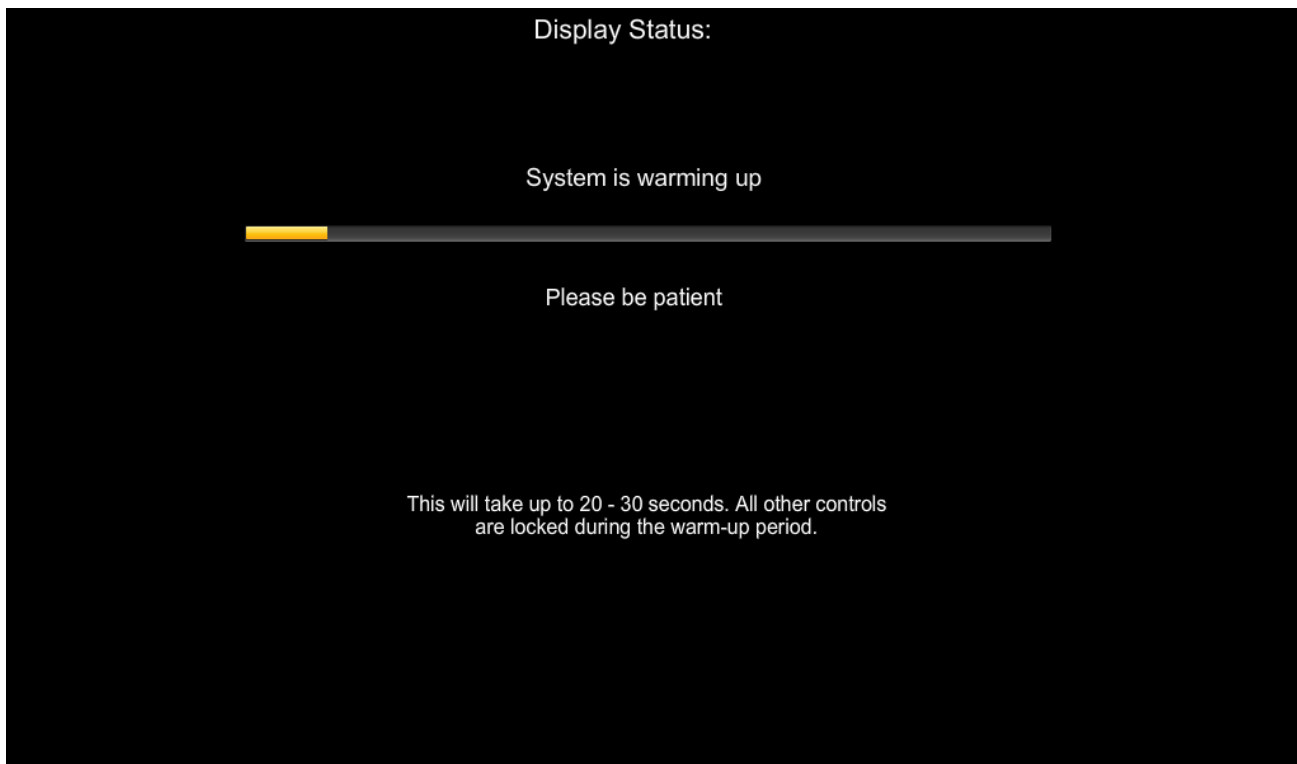 Display Status:
System is warming up
Please be patient
This will take up to 20 - 30 seconds. All other controls
are locked during the warm-up period.